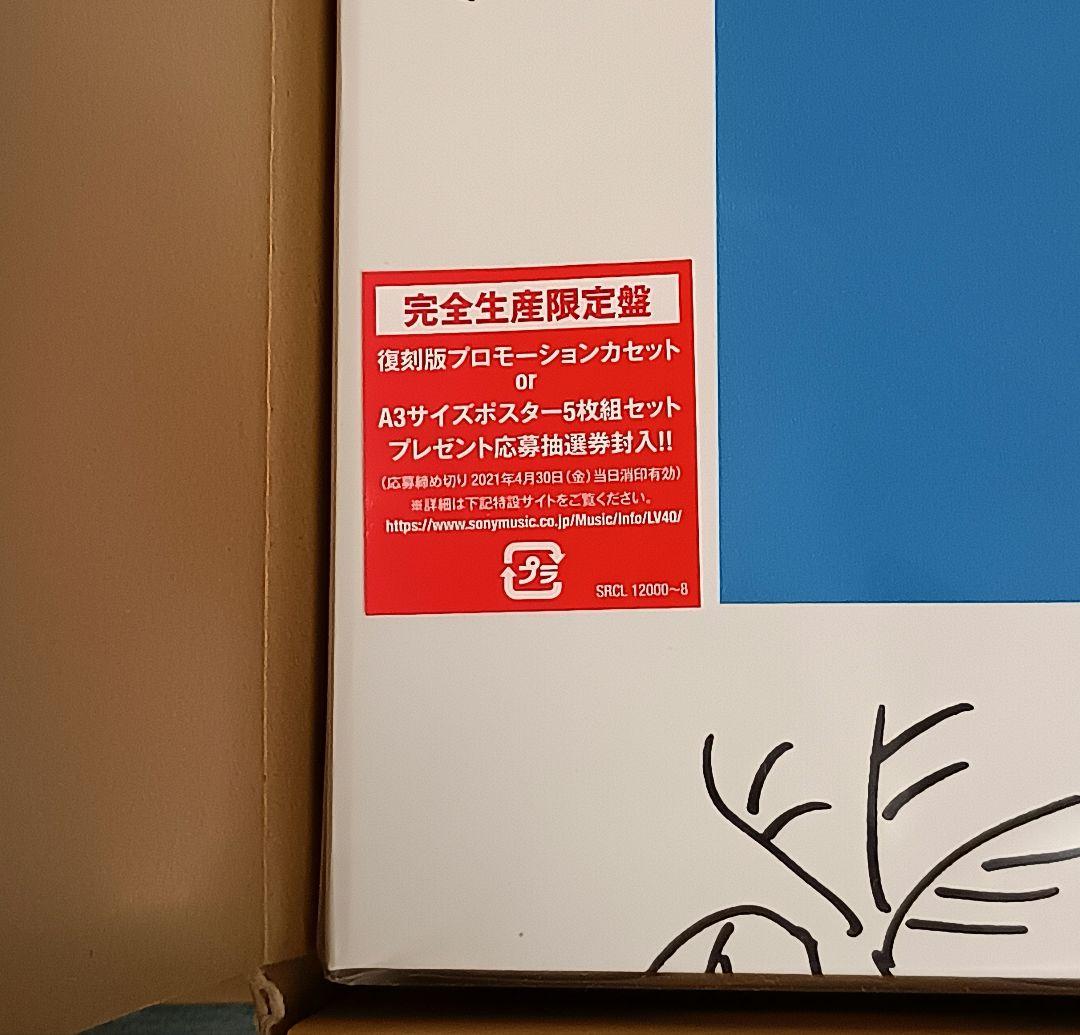 完全生産限定盤
復刻版プロモーションカセット
or
A3サイズポスター5枚組セット
プレゼント応募抽選券封入!!
(応募締め切り 2021年4月30日(金)当日消印有効)
※詳細は下記特設サイトをご覧ください。
https://www.sonymusic.co.jp/Music/Info/LV40/
プラ
SRCL 12000〜8